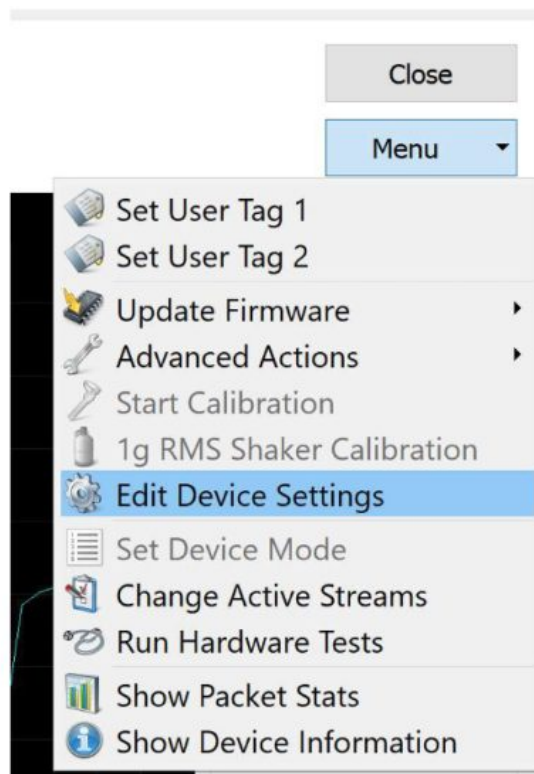 Close
Menu
Set User Tag 1
Set User Tag 2
Update Firmware
Advanced Actions
Start Calibration
1g RMS Shaker Calibration
Edit Device Settings
Set Device Mode
Change Active Streams
Run Hardware Tests
Show Packet Stats
Show Device Information